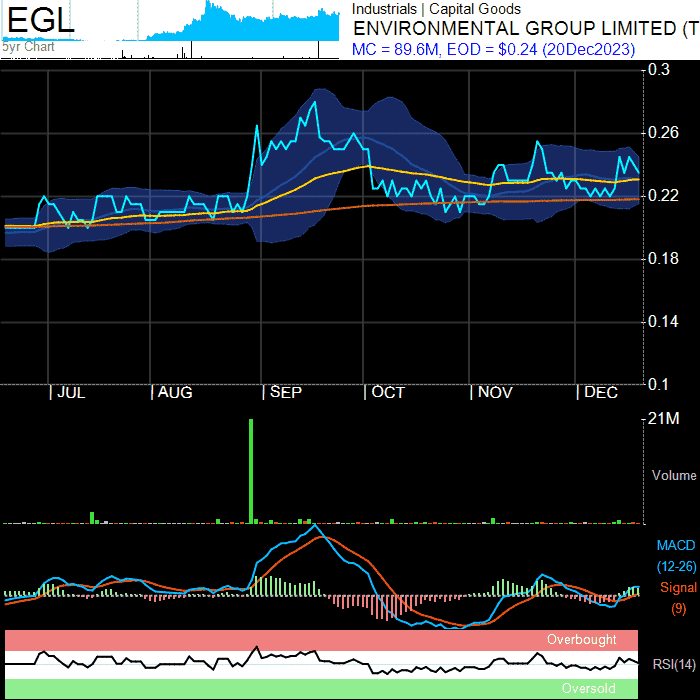 EGL
5yr Chart
Industrials | Capital Goods
ENVIRONMENTAL GROUP LIMITED (T
MC = 89.6M, EOD = $0.24 (20Dec2023)
0.3
0.26
0.22
0.18
0.14
0.1
| JUL | AUG | SEP | OCT | NOV | DEC
21M
Volume
MACD
(12-26)
Signal
(9)
Overbought
RSI(14)
Oversold